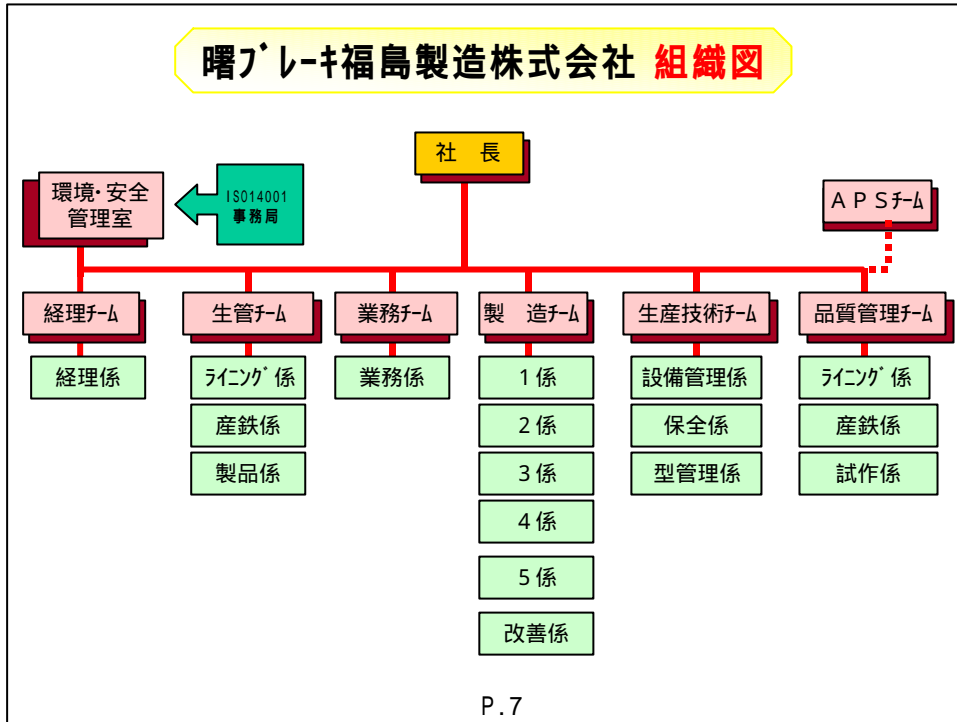 曙ﾌﾞﾚｰｷ福島製造株式会社 組織図
社　長
環境・安全
管理室
ISO14001
事務局
ＡＰＳﾁｰﾑ
経理ﾁｰﾑ
生管ﾁｰﾑ
業務ﾁｰﾑ
製　造ﾁｰﾑ
生産技術ﾁｰﾑ
品質管理ﾁｰﾑ
経理係
ﾗｲﾆﾝｸﾞ係
業務係
１係
設備管理係
ﾗｲﾆﾝｸﾞ係
産鉄係
２係
保全係
産鉄係
製品係
３係
型管理係
試作係
４係
５係
改善係
Ｐ.７